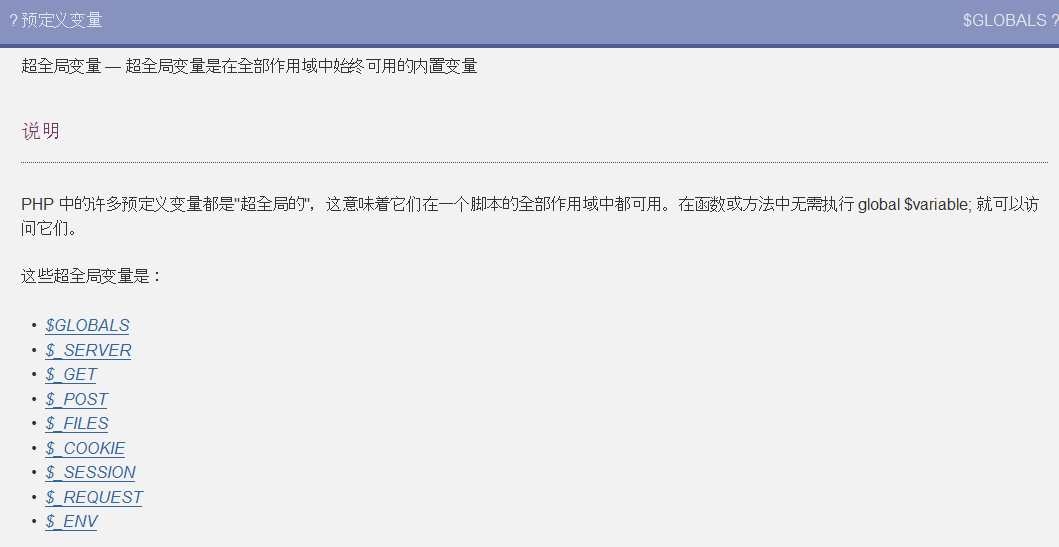 ? 预定义变量
$GLOBALS ?
超全局变量 — 超全局变量是在全部作用域中始终可用的内置变量
说明
PHP 中的许多预定义变量都是"超全局的"，这意味着它们在一个脚本的全部作用域中都可用。在函数或方法中无需执行 global $variable; 就可以访
问它们。
这些超全局变量是：
• $GLOBALS
• $_SERVER
• $_GET
• $_POST
• $_FILES
• $_COOKIE
• $_SESSION
• $_REQUEST
• $_ENV